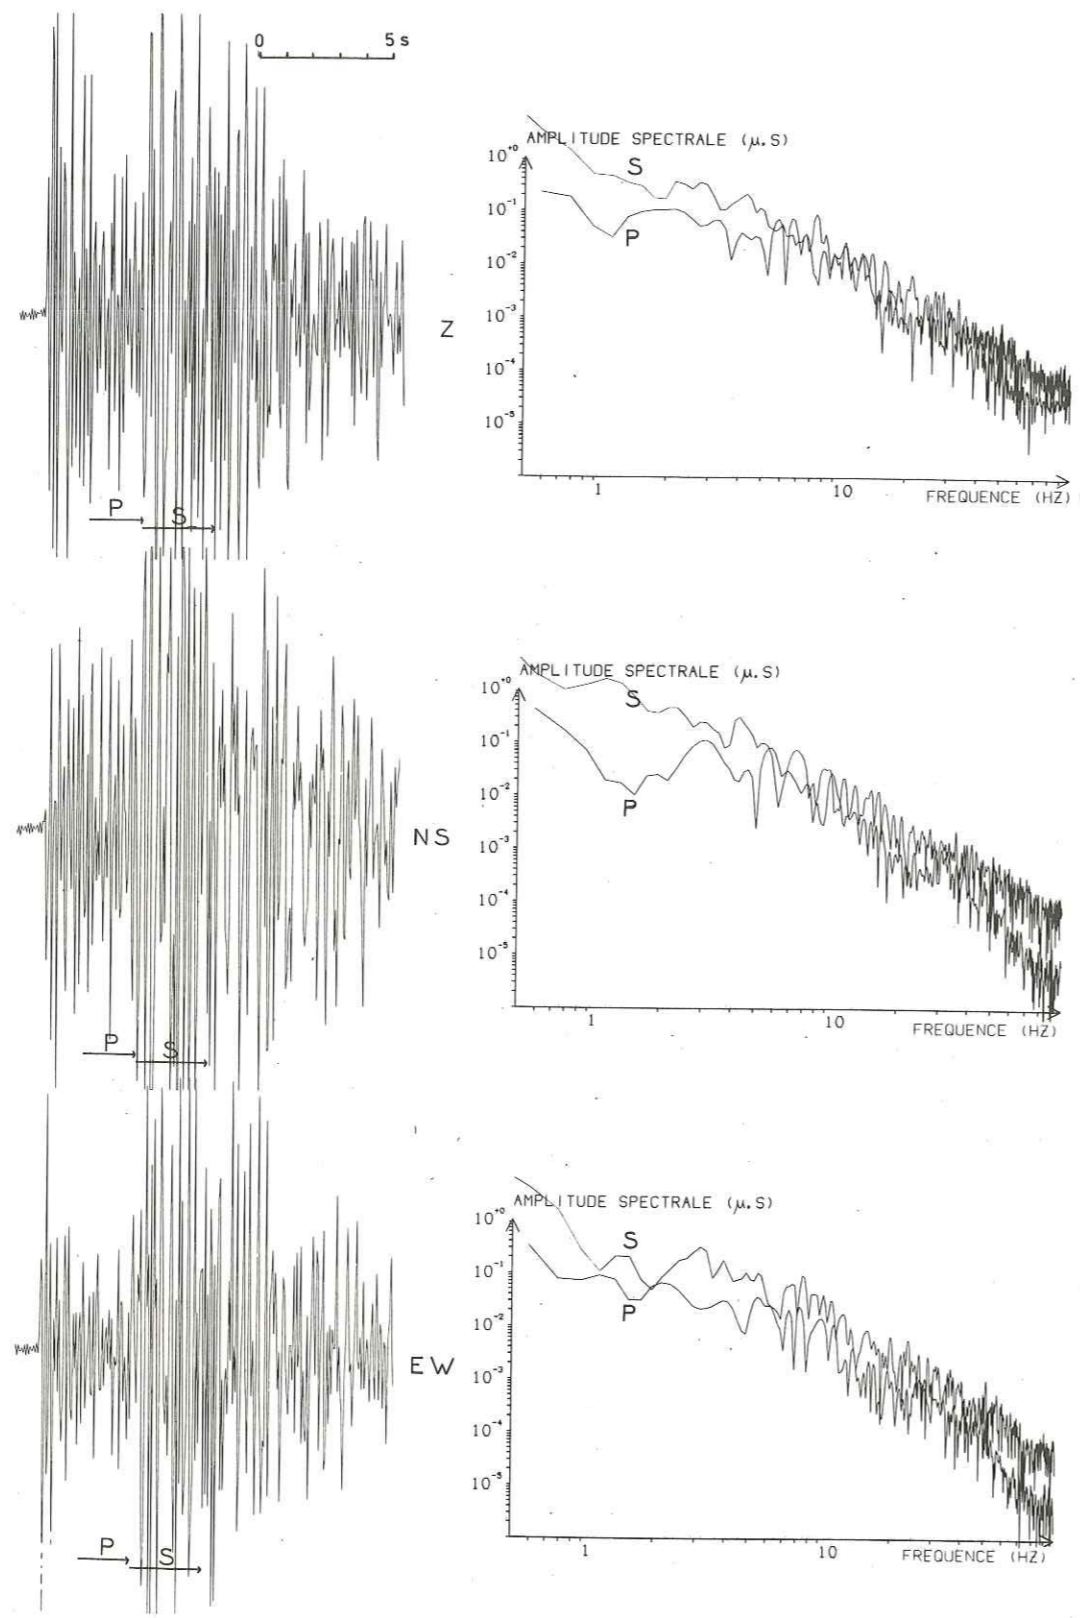 0 5 s
AMPLITUDE SPECTRALE (μ.S)
10⁺⁰
S
10⁻¹
P
10⁻²
10⁻³
Z
10⁻⁴
10⁻⁵
1 10
FREQUENCE (HZ)
P S
AMPLITUDE SPECTRALE (μ.S)
10⁺⁰
S
10⁻¹
10⁻²
P
NS
10⁻³
10⁻⁴
10⁻⁵
1 10
FREQUENCE (HZ)
P S
AMPLITUDE SPECTRALE (μ.S)
10⁺⁰
S
10⁻¹
P
10⁻²
EW
10⁻³
10⁻⁴
10⁻⁵
1 10
FREQUENCE (HZ)
P S